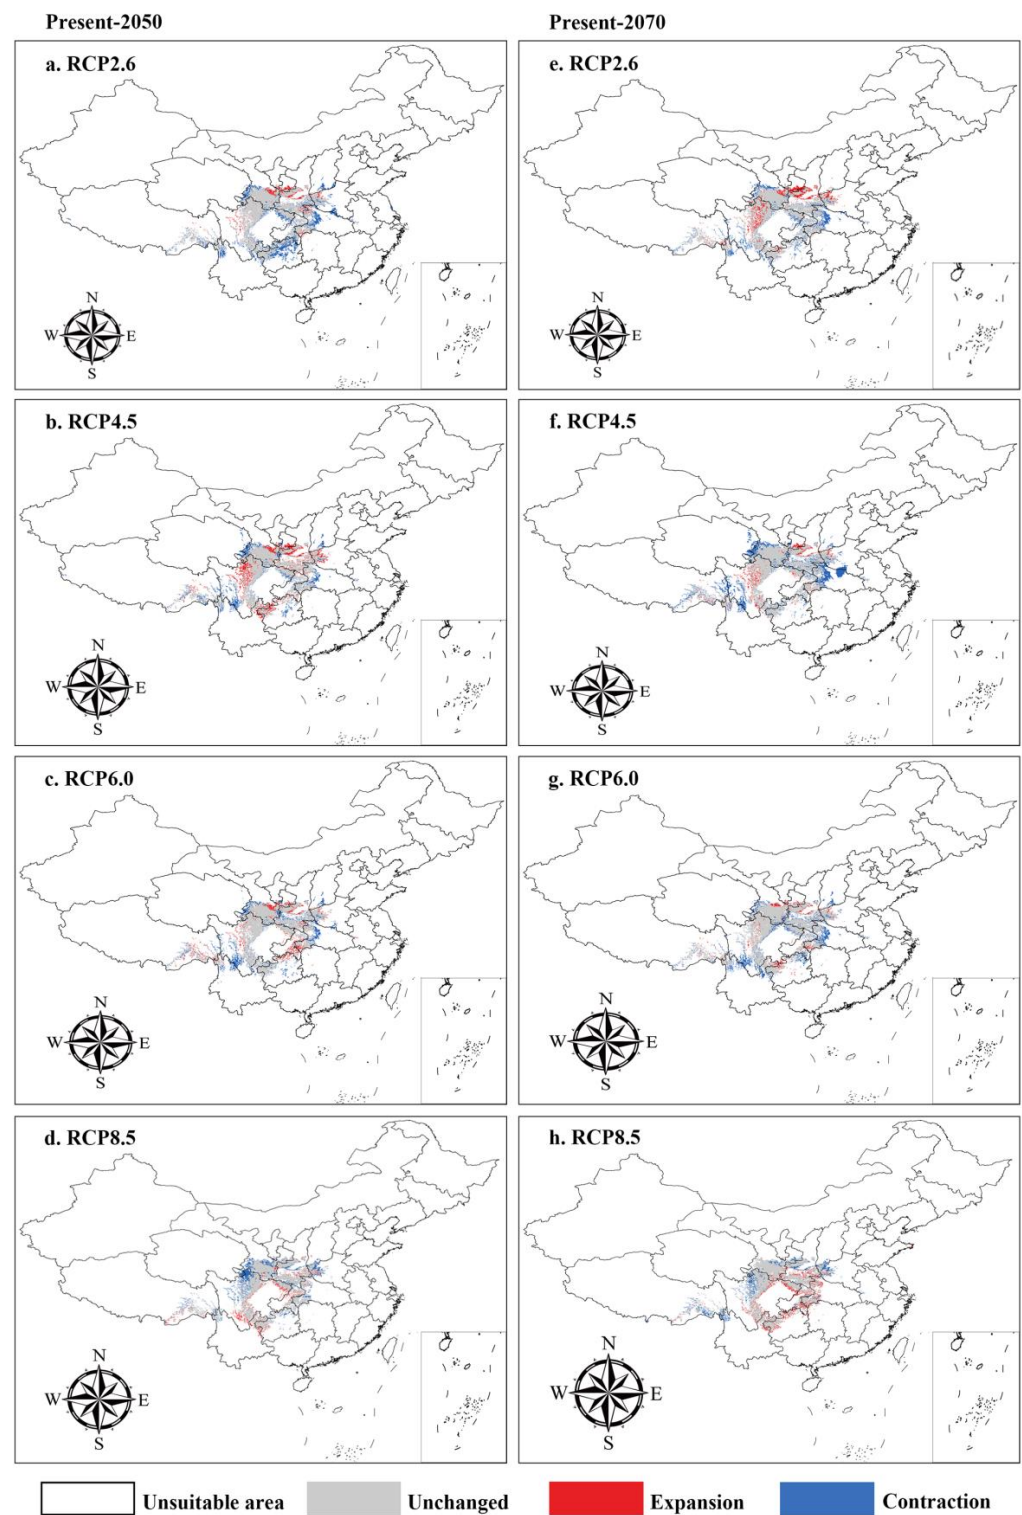 Present-2050
Present-2070
a. RCP2.6
e. RCP2.6
N
W E
S
N
W E
S
b. RCP4.5
f. RCP4.5
N
W E
S
N
W E
S
c. RCP6.0
g. RCP6.0
N
W E
S
N
W E
S
d. RCP8.5
h. RCP8.5
N
W E
S
N
W E
S
Unsuitable area Unchanged Expansion Contraction